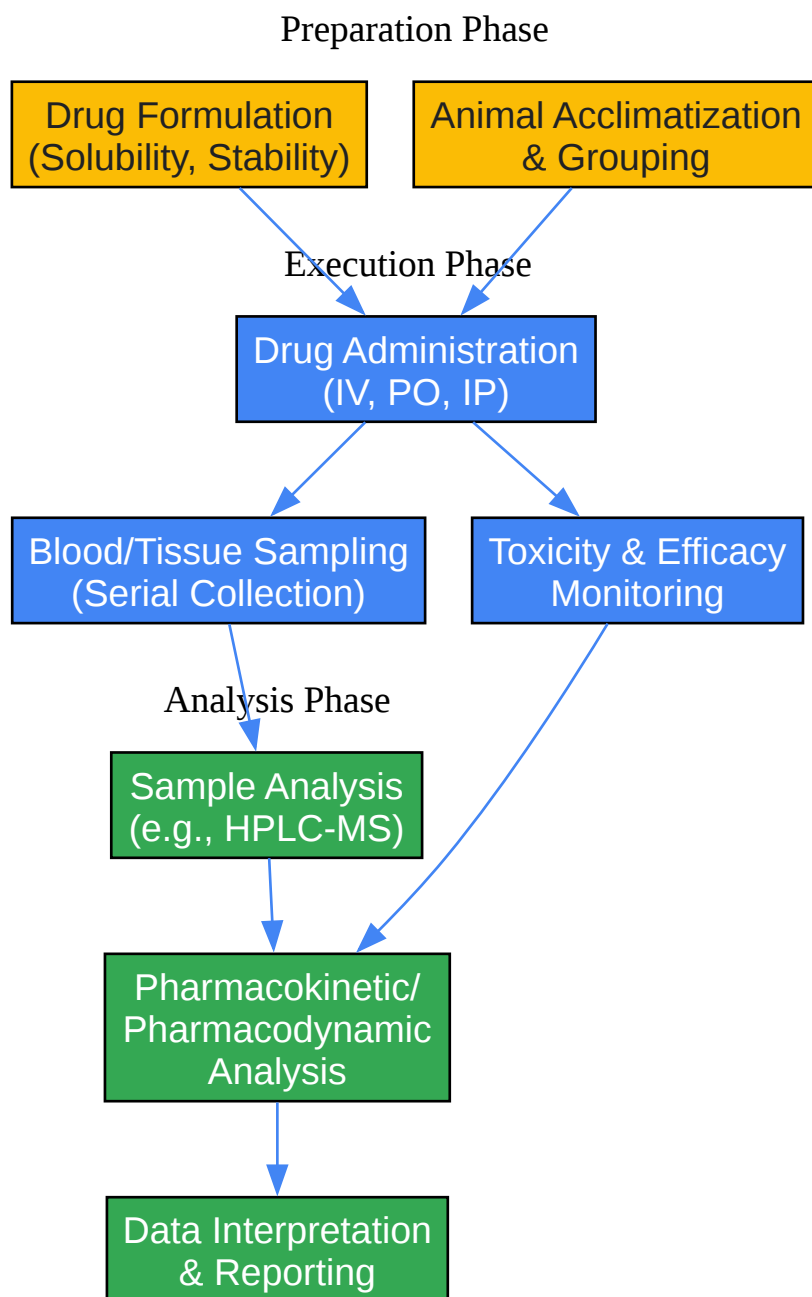 Preparation Phase
Drug Formulation
(Solubility, Stability)
Animal Acclimatization
& Grouping
Execution Phase
Drug Administration
(IV, PO, IP)
Blood/Tissue Sampling
(Serial Collection)
Toxicity & Efficacy
Monitoring
Analysis Phase
Sample Analysis
(e.g., HPLC-MS)
Pharmacokinetic/
Pharmacodynamic
Analysis
Data Interpretation
& Reporting